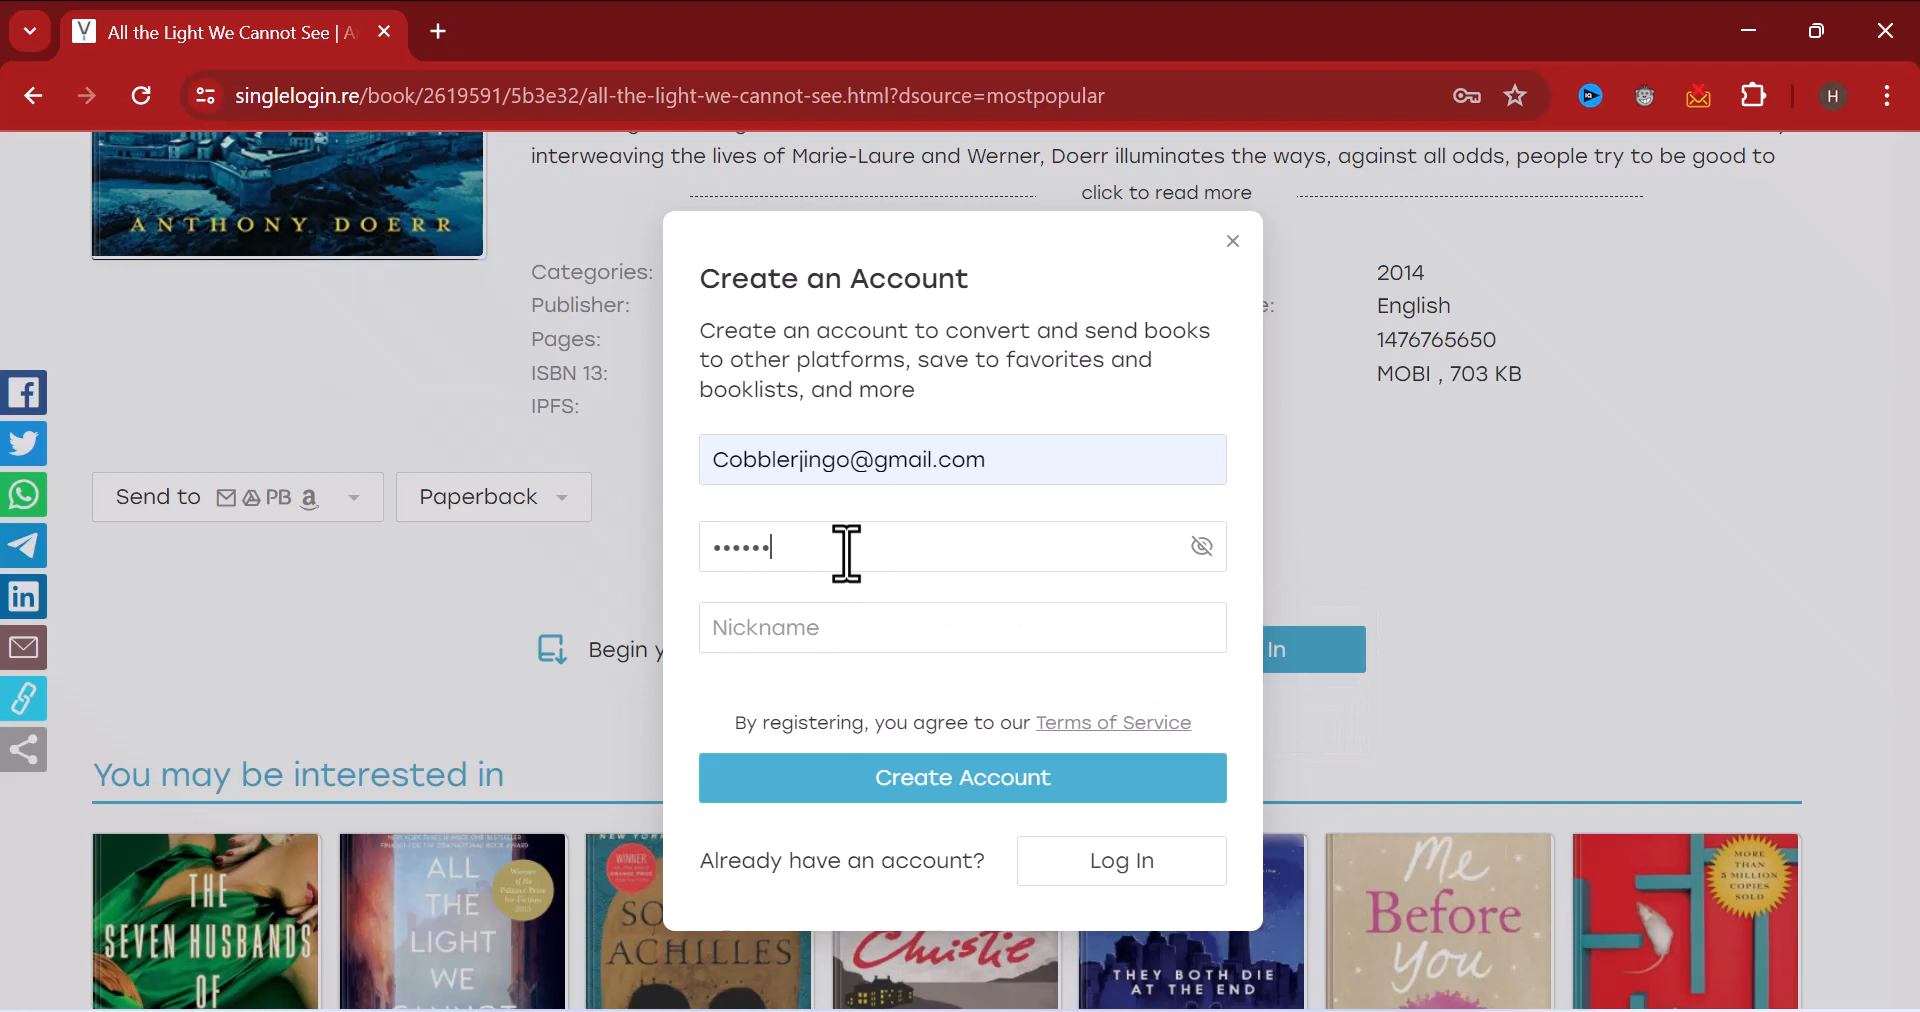 All the Light We Cannot See | A
singlelogin.re/book/2619591/5b3e32/all-the-light-we-cannot-see.html?dsource=mostpopular
H
interweaving the lives of Marie-Laure and Werner, Doerr illuminates the ways, against all odds, people try to be good to
click to read more
ANTHONY DOERR
Categories:
2014
Publisher:
e:
English
Pages:
1476765650
ISBN 13:
MOBI , 703 KB
IPFS:
Send to PB a
Paperback
Begin y
In
Create an Account
Create an account to convert and send books
to other platforms, save to favorites and
booklists, and more
Cobblerjingo@gmail.com
••••••
Nickname
By registering, you agree to our Terms of Service
Create Account
Already have an account?
Log In
You may be interested in
THE
SEVEN HUSBANDS
OF
ALL
THE
LIGHT
WE
CANNOT
NEW YORK
WINNER
SO
ACHILLES
Christie
THEY BOTH DIE
AT THE END
Me
Before
You
MORE
THAN
5 MILLION
COPIES
SOLD